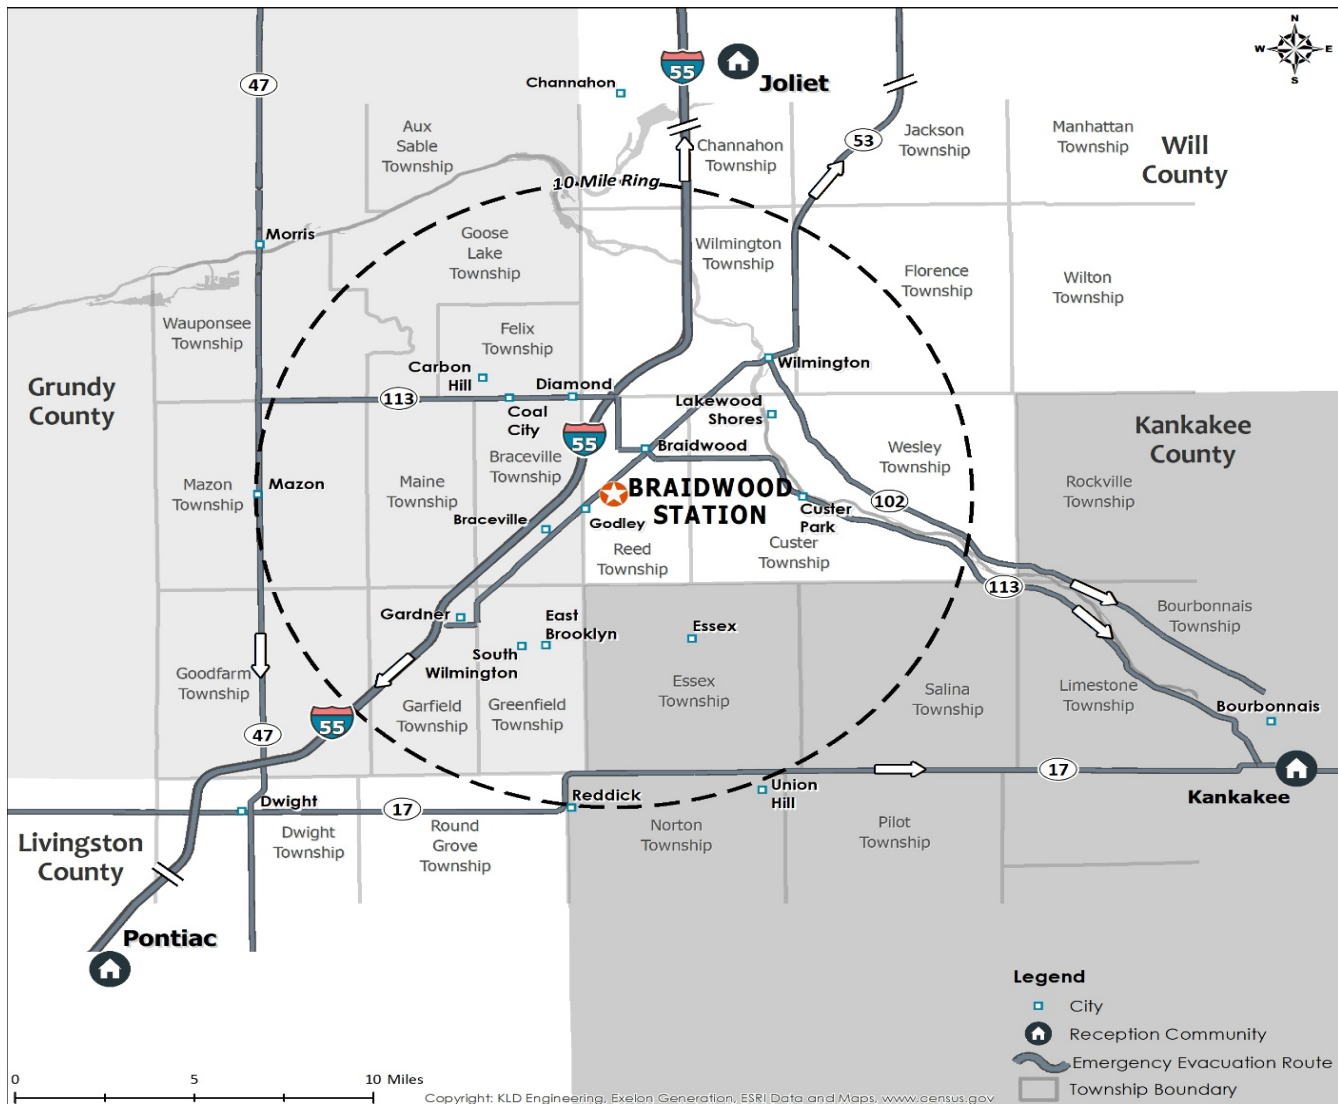 N
W
E
S
55
Joliet
47
Channahon
Aux
Sable
Township
Channahon
Township
53
Jackson
Township
Manhattan
Township
Will
County
10 Mile Ring
Morris
Goose
Lake
Township
Wilmington
Township
Florence
Township
Wilton
Township
Wauponsee
Township
Felix
Township
Carbon
Hill
Diamond
Wilmington
Grundy
County
113
Coal
City
Lakewood
Shores
Kankakee
County
55
Braidwood
Braceville
Township
Wesley
Township
Mazon
Township
Mazon
Maine
Township
Rockville
Township
BRAIDWOOD
STATION
102
Braceville
Godley
Custer
Park
Reed
Township
Custer
Township
113
Gardner
East
Brooklyn
Essex
Bourbonnais
Township
South
Wilmington
Goodfarm
Township
Garfield
Township
Greenfield
Township
Essex
Township
Salina
Township
Limestone
Township
Bourbonnais
55
47
17
Kankakee
Dwight
17
Reddick
Union
Hill
Livingston
County
Dwight
Township
Round
Grove
Township
Norton
Township
Pilot
Township
Pontiac
Legend
City
Reception Community
Emergency Evacuation Route
Township Boundary
0 5 10 Miles
Copyright: KLD Engineering, Exelon Generation, ESRI Data and Maps, www.census.gov